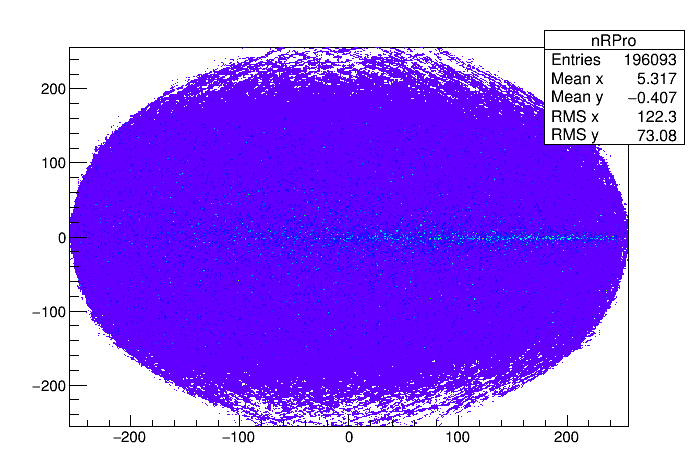 nRPro
Entries 196093
Mean x 5.317
Mean y −0.407
RMS x 122.3
RMS y 73.08
200
100
0
−100
−200
−200 −100 0 100 200